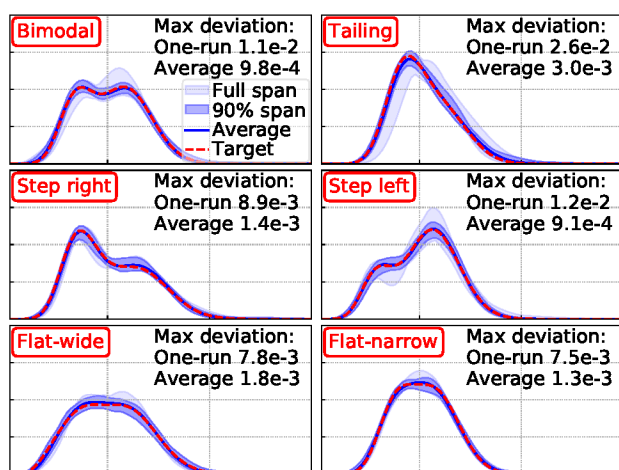 Bimodal
Max deviation:
One-run 1.1e-2
Average 9.8e-4
Full span
90% span
Average
Target
Tailing
Max deviation:
One-run 2.6e-2
Average 3.0e-3
Step right
Max deviation:
One-run 8.9e-3
Average 1.4e-3
Step left
Max deviation:
One-run 1.2e-2
Average 9.1e-4
Flat-wide
Max deviation:
One-run 7.8e-3
Average 1.8e-3
Flat-narrow
Max deviation:
One-run 7.5e-3
Average 1.3e-3